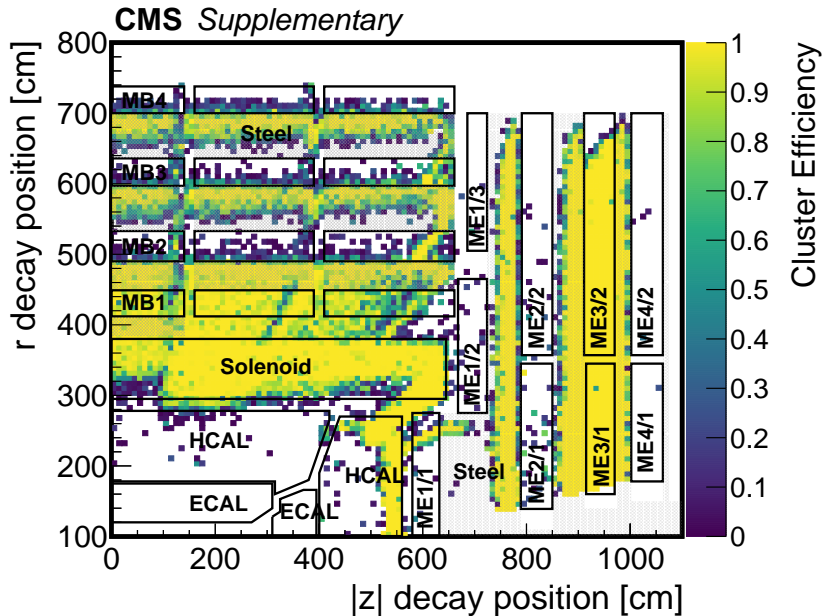 CMS Supplementary
r decay position [cm]
800
700
600
500
400
300
200
100
MB4
Steel
MB3
MB2
MB1
Solenoid
HCAL
ECAL
ECAL
HCAL
ME1/1
Steel
ME1/3
ME1/2
ME2/2
ME2/1
ME3/2
ME3/1
ME4/2
ME4/1
0 200 400 600 800 1000
|z| decay position [cm]
1
0.9
0.8
0.7
0.6
0.5
0.4
0.3
0.2
0.1
0
Cluster Efficiency